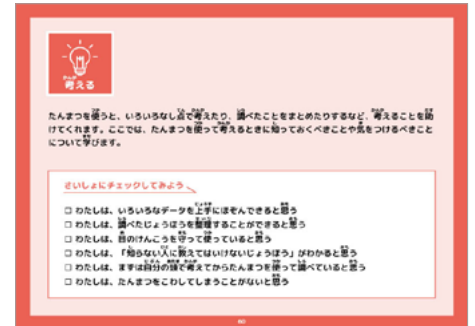 考える
たんまつを使うと、いろいろなし点で考えたり、調べたことをまとめたりするなど、考えることを助
けてくれます。ここでは、たんまつを使って考えるときに知っておくべきことや気をつけるべきこと
について学びます。
さいしょにチェックしてみよう
□ わたしは、いろいろなデータを上手にほぞんできると思う
□ わたしは、調べたじょうほうを整理することができると思う
□ わたしは、目のけんこうを守って使っていると思う
□ わたしは、「知らない人に教えてはいけないじょうほう」がわかると思う
□ わたしは、まずは自分の頭で考えてからたんまつを使って調べていると思う
□ わたしは、たんまつをこわしてしまうことがないと思う